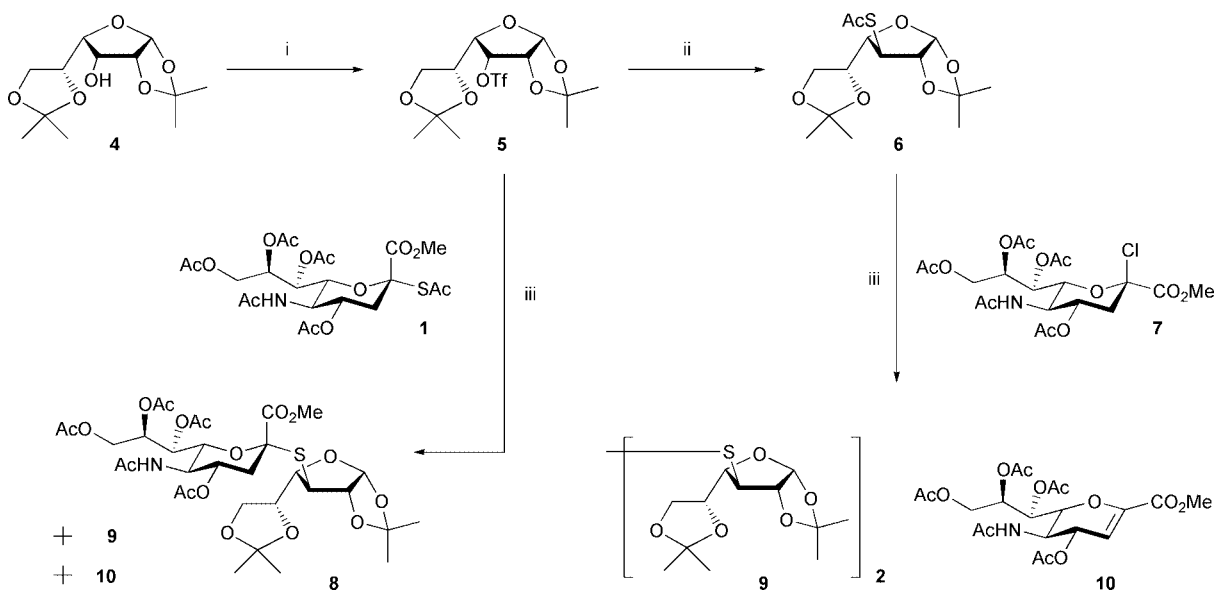 O
O
OH
O
O
O
4
i
O
O
OTf
O
O
O
5
ii
AcS
O
O
O
O
O
6
OAc
CO2Me
AcO
OAc
O
SAc
AcHN
AcO
1
iii
iii
OAc
Cl
AcO
OAc
O
CO2Me
AcHN
AcO
7
OAc
CO2Me
AcO
OAc
O
S
O
AcHN
AcO
O
O
O
O
8
+ 9
+ 10
S
O
O
O
O
O
9
2
OAc
AcO
OAc
O
CO2Me
AcHN
AcO
10